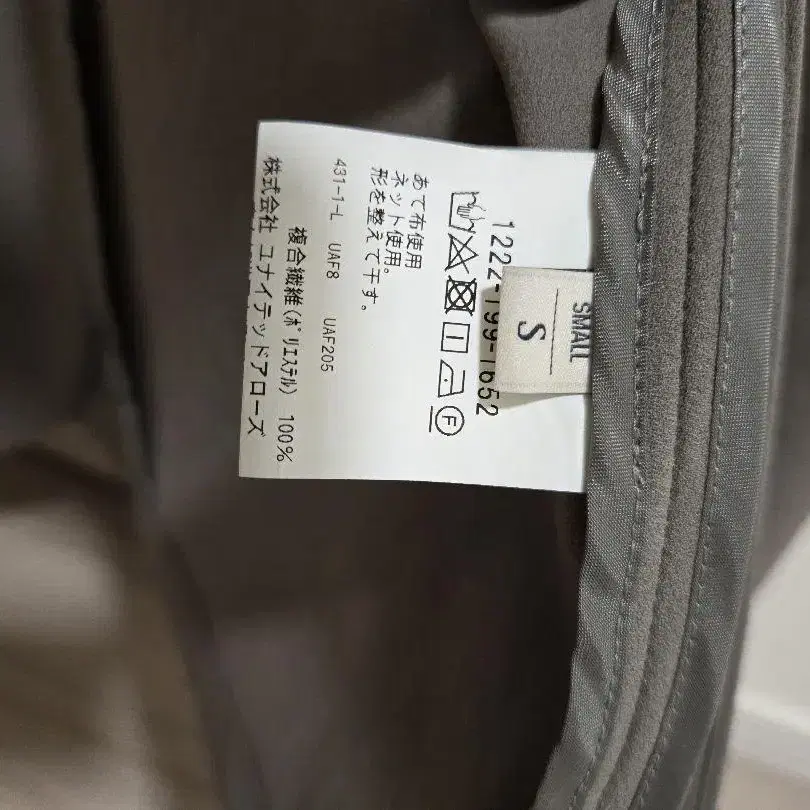 SMALL
S
1222-199-1652
Ⓕ
あて布使用
ネット使用。
形を整えて干す。
431-1-L UAF8 UAF205
複合繊維(ポリエステル) 100%
株式会社 ユナイテッドアローズ